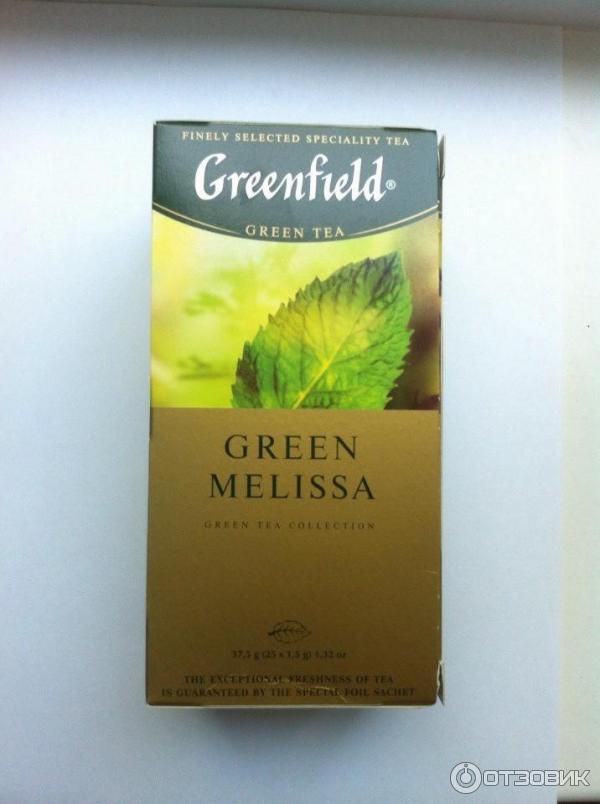 FINELY SELECTED SPECIALITY TEA
Greenfield®
GREEN TEA
GREEN
MELISSA
GREEN TEA COLLECTION
37,5 g (25 x 1,5 g) 1,32 oz
THE EXCEPTIONAL FRESHNESS OF TEA
IS GUARANTEED BY THE SPECIAL FOIL SACHET
ОТЗОВИК